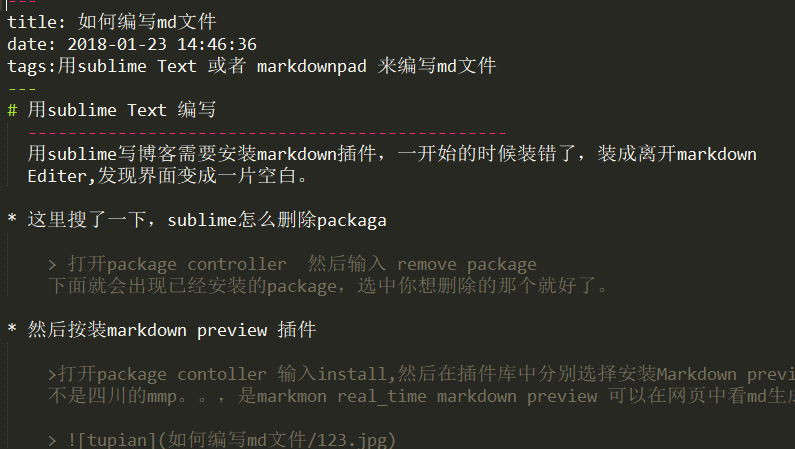 ---
title: 如何编写md文件
date: 2018-01-23 14:46:36
tags:用sublime Text 或者 markdownpad 来编写md文件
---
# 用sublime Text 编写
------------------------------------------------
用sublime写博客需要安装markdown插件，一开始的时候装错了，装成离开markdown
Editer,发现界面变成一片空白。
* 这里搜了一下，sublime怎么删除packaga
> 打开package controller  然后输入 remove package
下面就会出现已经安装的package，选中你想删除的那个就好了。
* 然后按装markdown preview 插件
>打开package contoller 输入install,然后在插件库中分别选择安装Markdown previ
不是四川的mmp。。，是markmon real_time markdown preview 可以在网页中看md生成
> ![tupian](如何编写md文件/123.jpg)